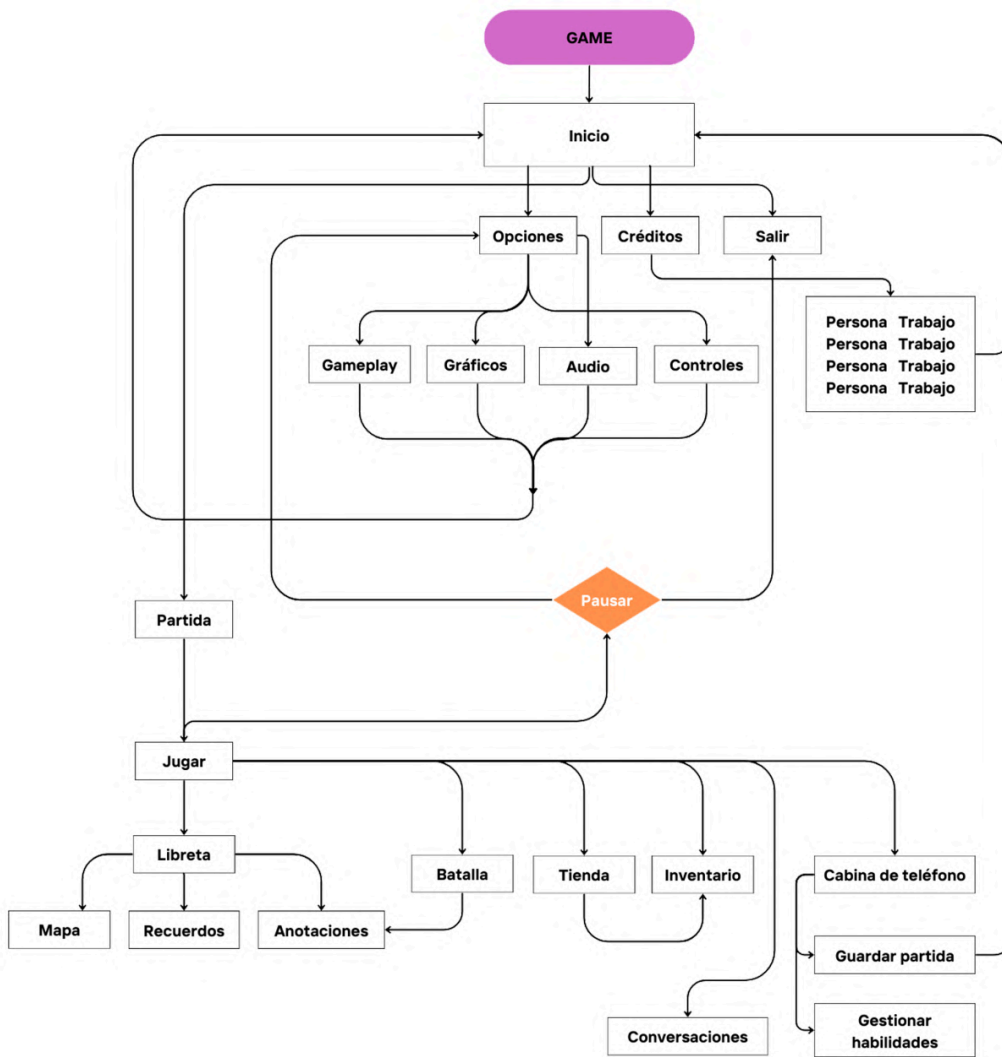 GAME
Inicio
Opciones
Créditos
Salir
Persona Trabajo
Persona Trabajo
Persona Trabajo
Persona Trabajo
Gameplay
Gráficos
Audio
Controles
Pausar
Partida
Jugar
Libreta
Batalla
Tienda
Inventario
Cabina de teléfono
Mapa
Recuerdos
Anotaciones
Guardar partida
Conversaciones
Gestionar
habilidades